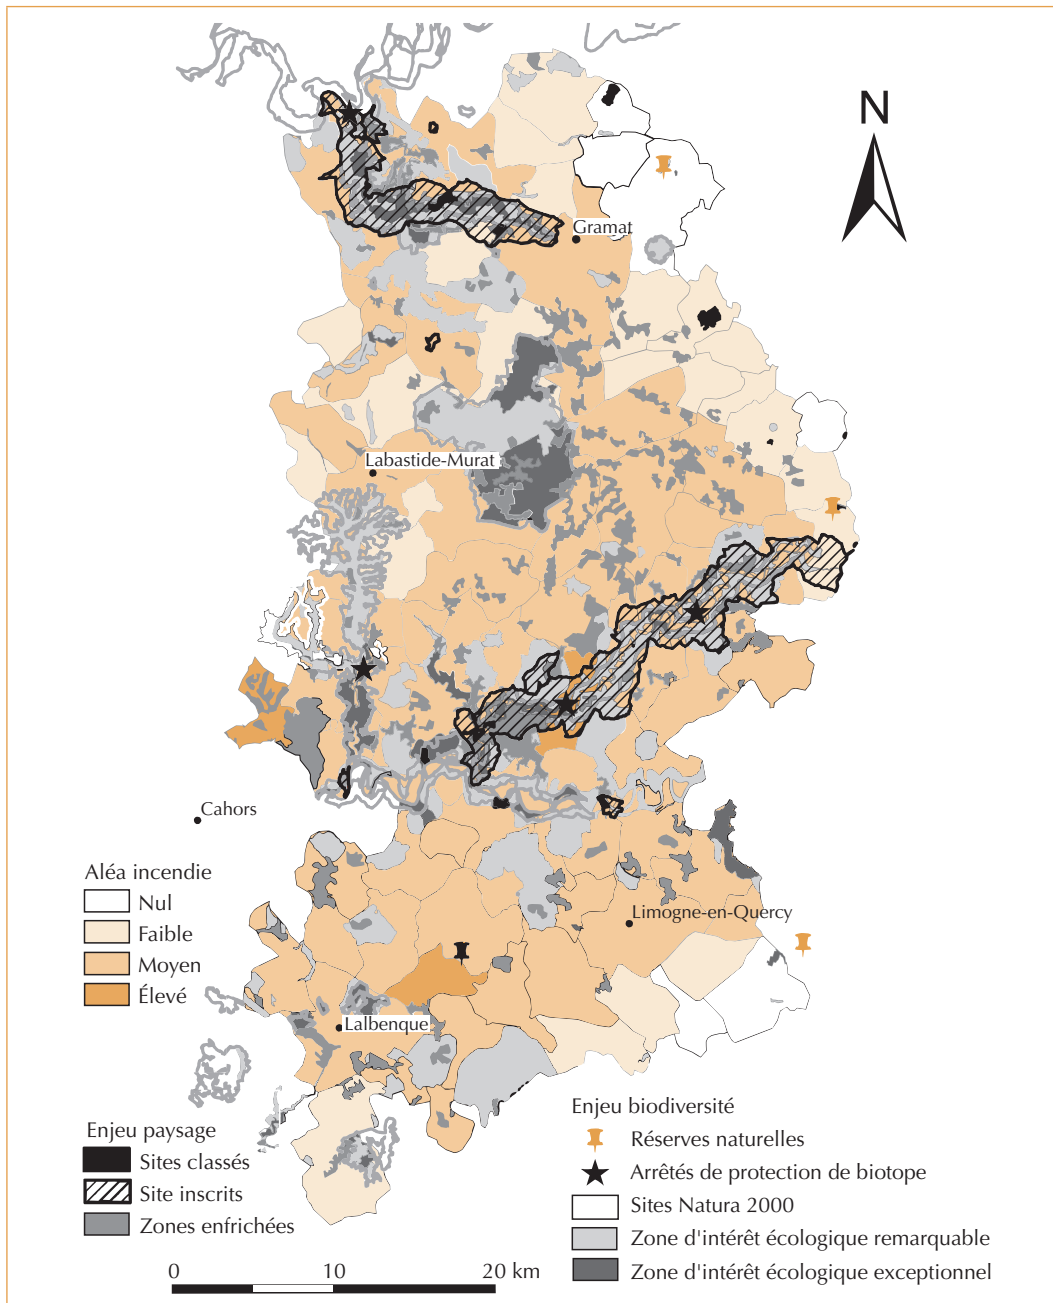 N
Gramat
Labastide-Murat
Cahors
Limogne-en-Quercy
Lalbenque
Aléa incendie
Nul
Faible
Moyen
Élevé
Enjeu paysage
Sites classés
Site inscrits
Zones enfrichées
Enjeu biodiversité
Réserves naturelles
Arrêtés de protection de biotope
Sites Natura 2000
Zone d'intérêt écologique remarquable
Zone d'intérêt écologique exceptionnel
0 10 20 km